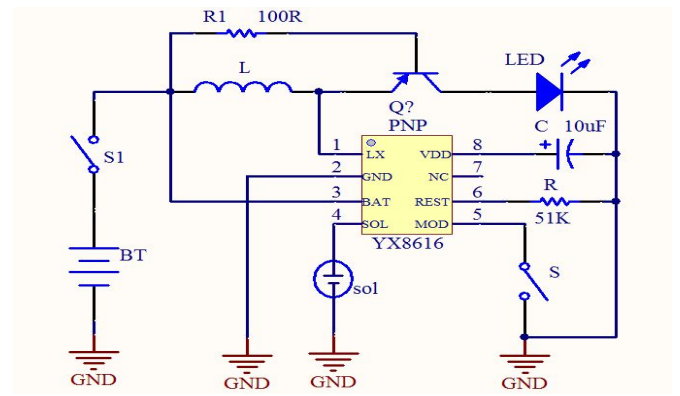 R1 100R
L
LED
Q?
PNP
C 10uF
S1
1 LX VDD 8
2 GND NC 7
3 BAT REST 6
4 SOL MOD 5
YX8616
R
51K
BT
sol
S
GND
GND
GND
GND